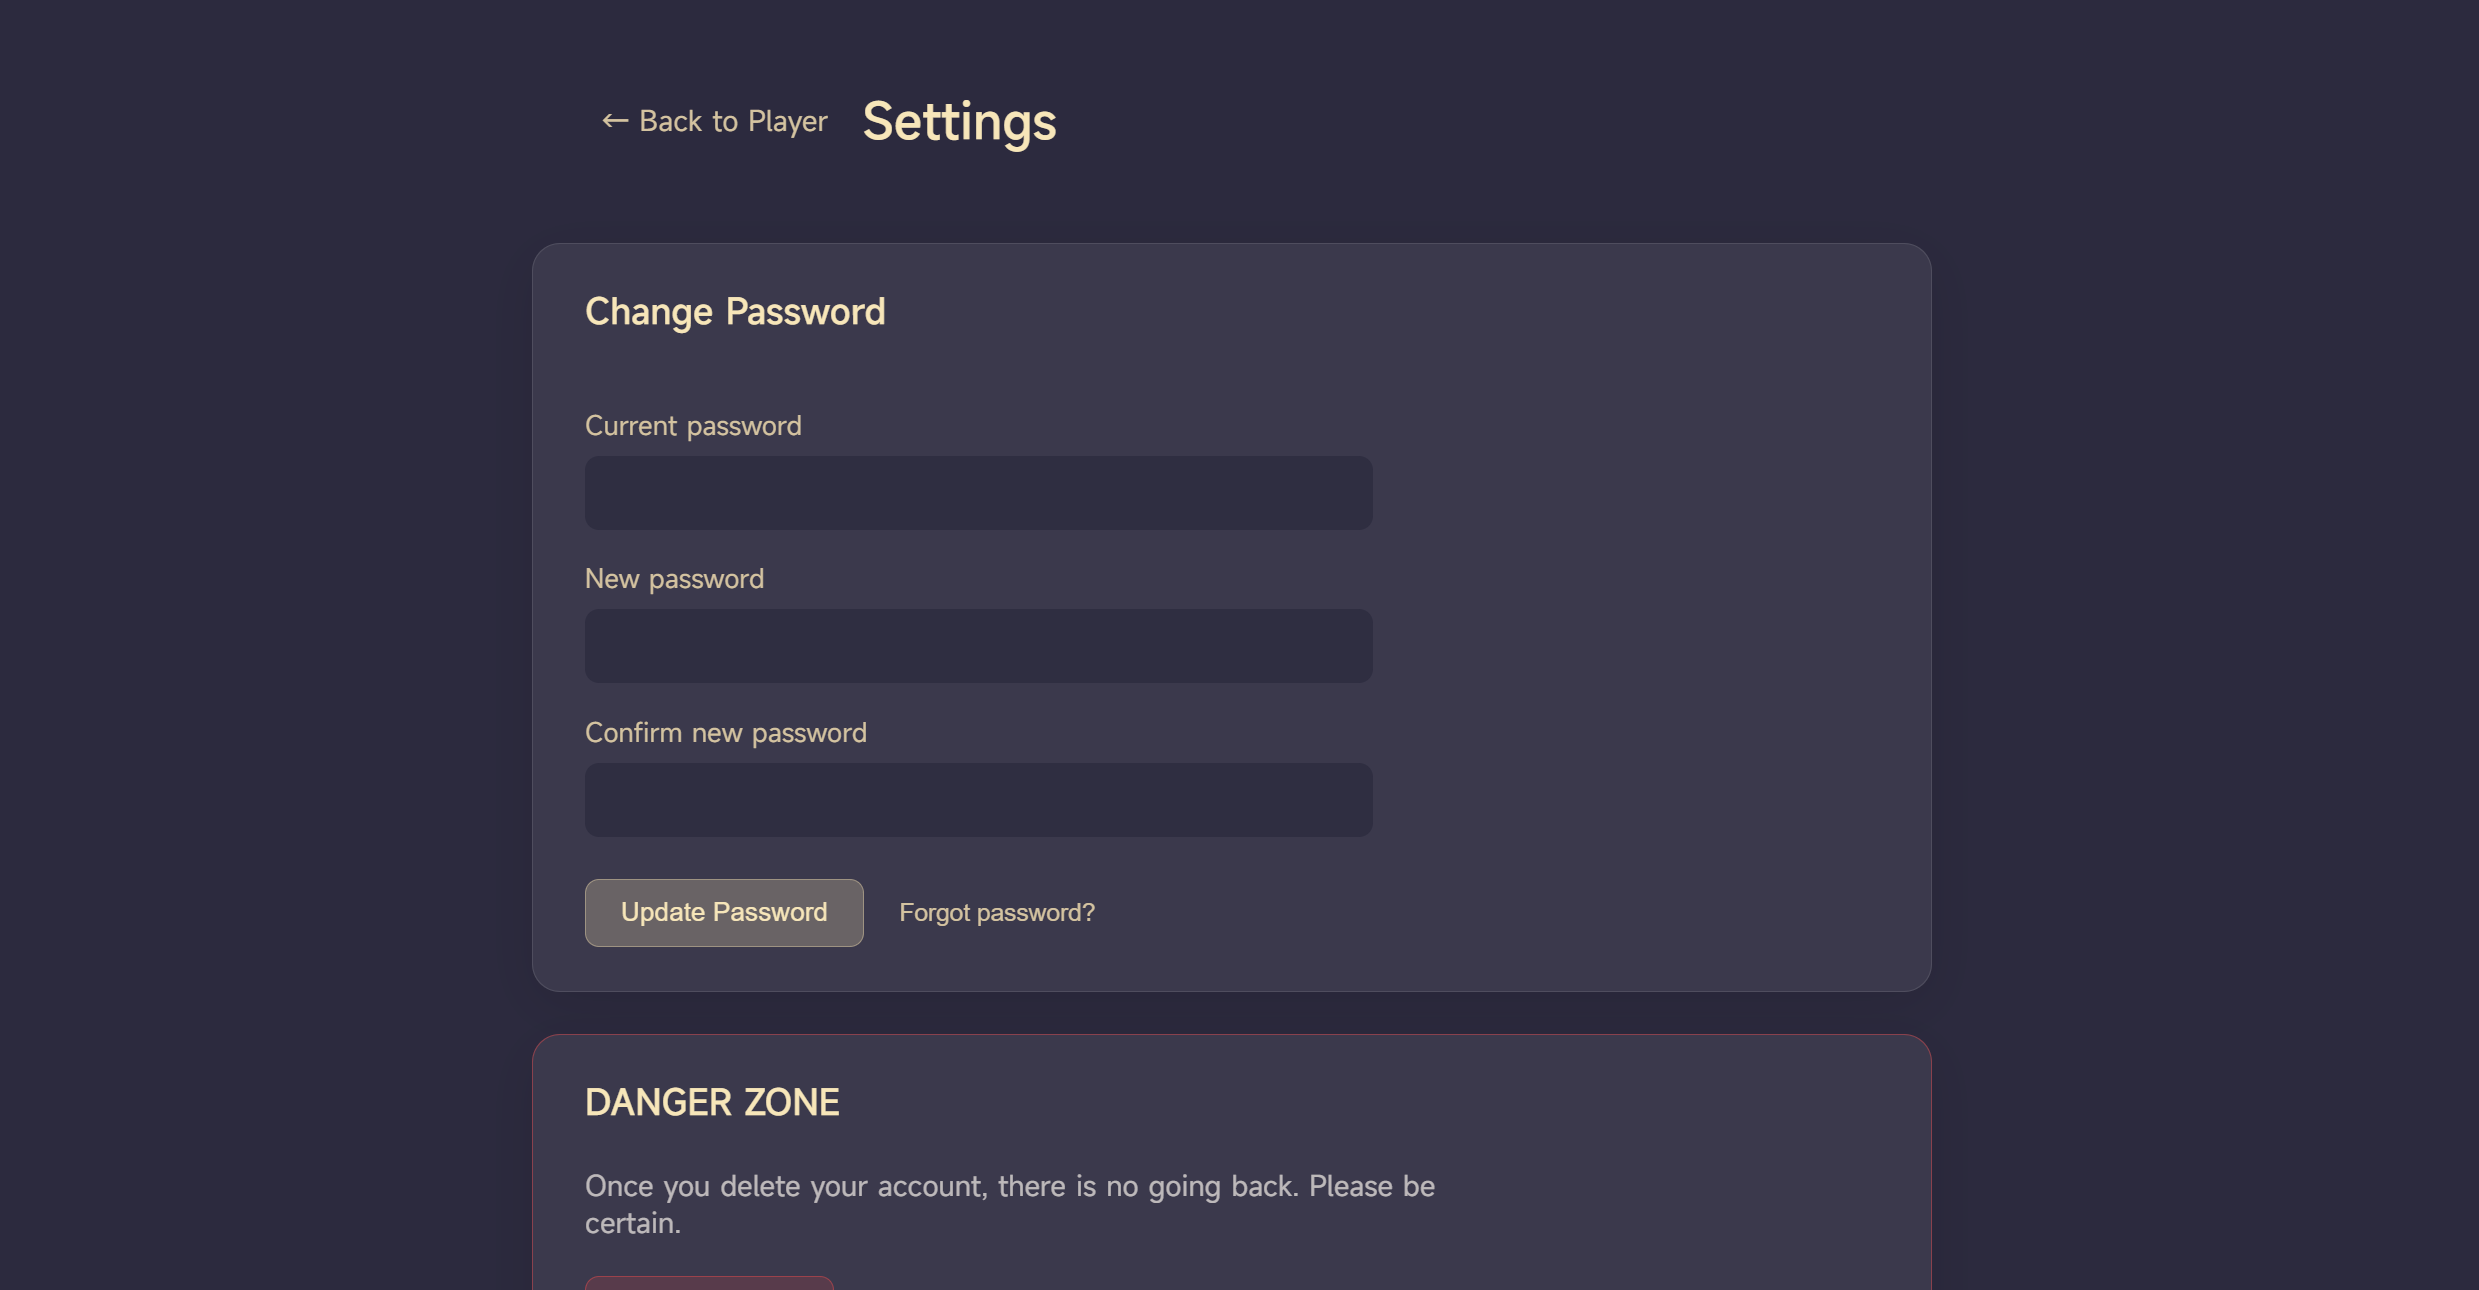 ← Back to Player
Settings
Change Password
Current password
New password
Confirm new password
Update Password
Forgot password?
DANGER ZONE
Once you delete your account, there is no going back. Please be
certain.